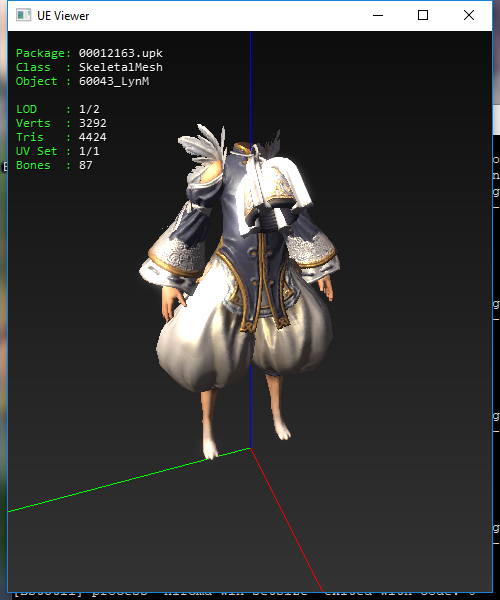 UE Viewer
Package: 00012163.upk
Class  : SkeletalMesh
Object : 60043_LynM
LOD    : 1/2
Verts  : 3292
Tris   : 4424
UV Set : 1/1
Bones  : 87